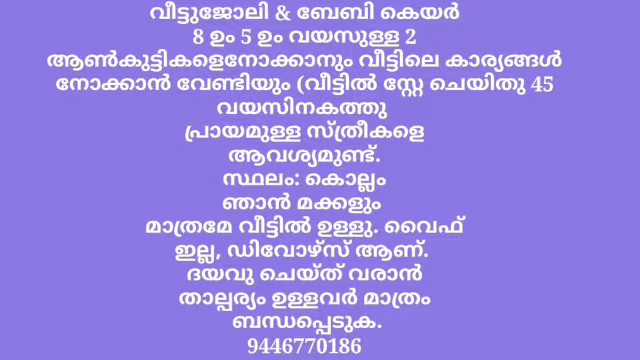 വീട്ടുജോലി & ബേബി കെയർ
8 ഉം 5 ഉം വയസുള്ള 2
ആൺകുട്ടികളെനോക്കാനും വീട്ടിലെ കാര്യങ്ങൾ
നോക്കാൻ വേണ്ടിയും (വീട്ടിൽ സ്റ്റേ ചെയിതു 45
വയസിനകത്തു
പ്രായമുള്ള സ്ത്രീകളെ
ആവശ്യമുണ്ട്.
സ്ഥലം: കൊല്ലം
ഞാൻ മക്കളും
മാത്രമേ വീട്ടിൽ ഉള്ളു. വൈഫ്
ഇല്ല, ഡിവോഴ്സ് ആണ്.
ദയവു ചെയ്ത് വരാൻ
താല്പര്യം ഉള്ളവർ മാത്രം
ബന്ധപ്പെടുക.
9446770186